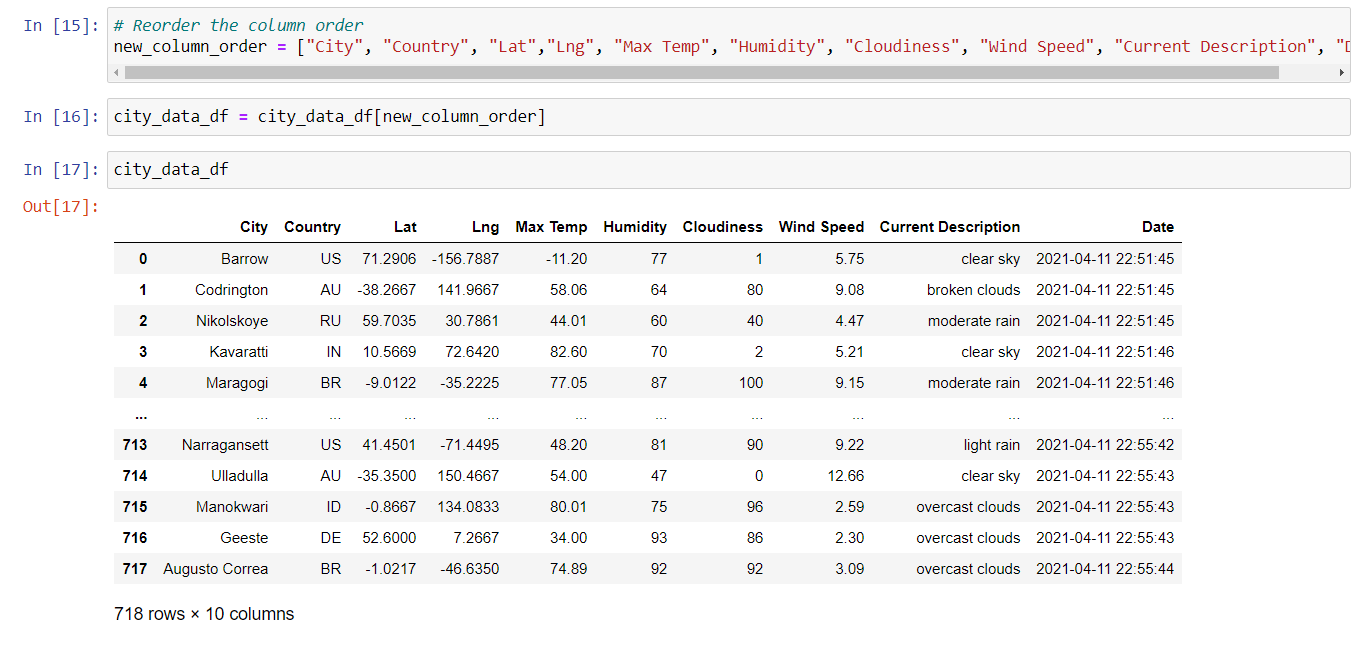 In [15]: # Reorder the column order
new_column_order = ["City", "Country", "Lat","Lng", "Max Temp", "Humidity", "Cloudiness", "Wind Speed", "Current Description", "D
In [16]: city_data_df = city_data_df[new_column_order]
In [17]: city_data_df
Out[17]:
City Country Lat Lng Max Temp Humidity Cloudiness Wind Speed Current Description Date
0 Barrow US 71.2906 -156.7887 -11.20 77 1 5.75 clear sky 2021-04-11 22:51:45
1 Codrington AU -38.2667 141.9667 58.06 64 80 9.08 broken clouds 2021-04-11 22:51:45
2 Nikolskoye RU 59.7035 30.7861 44.01 60 40 4.47 moderate rain 2021-04-11 22:51:45
3 Kavaratti IN 10.5669 72.6420 82.60 70 2 5.21 clear sky 2021-04-11 22:51:46
4 Maragogi BR -9.0122 -35.2225 77.05 87 100 9.15 moderate rain 2021-04-11 22:51:46
... ... ... ... ... ... ... ... ... ... ...
713 Narragansett US 41.4501 -71.4495 48.20 81 90 9.22 light rain 2021-04-11 22:55:42
714 Ulladulla AU -35.3500 150.4667 54.00 47 0 12.66 clear sky 2021-04-11 22:55:43
715 Manokwari ID -0.8667 134.0833 80.01 75 96 2.59 overcast clouds 2021-04-11 22:55:43
716 Geeste DE 52.6000 7.2667 34.00 93 86 2.30 overcast clouds 2021-04-11 22:55:43
717 Augusto Correa BR -1.0217 -46.6350 74.89 92 92 3.09 overcast clouds 2021-04-11 22:55:44
718 rows × 10 columns